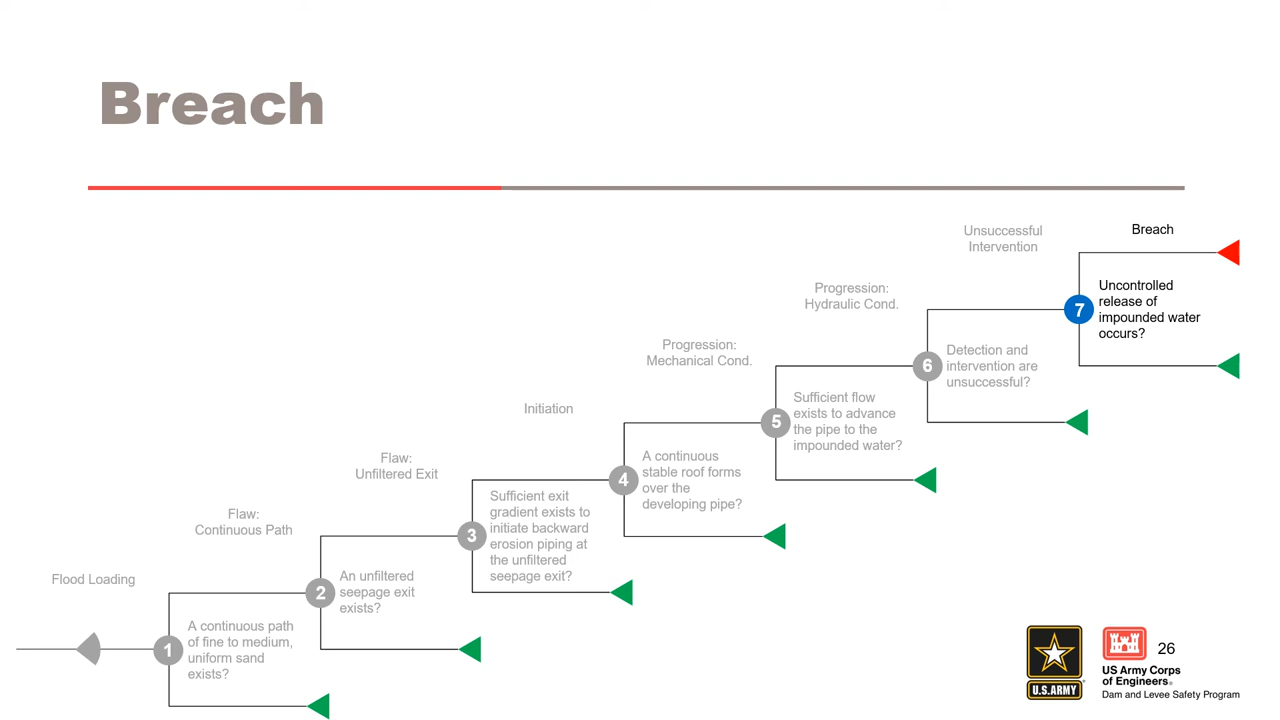 Breach
Unsuccessful
Intervention
Breach
Uncontrolled
release of
impounded water
occurs?
7
Progression:
Hydraulic Cond.
6
Detection and
intervention are
unsuccessful?
Progression:
Mechanical Cond.
5
Sufficient flow
exists to advance
the pipe to the
impounded water?
Initiation
4
A continuous
stable roof forms
over the
developing pipe?
Flaw:
Unfiltered Exit
3
Sufficient exit
gradient exists to
initiate backward
erosion piping at
the unfiltered
seepage exit?
Flaw:
Continuous Path
2
An unfiltered
seepage exit
exists?
Flood Loading
1
A continuous path
of fine to medium,
uniform sand
exists?
U.S.ARMY
26
US Army Corps
of Engineers®
Dam and Levee Safety Program